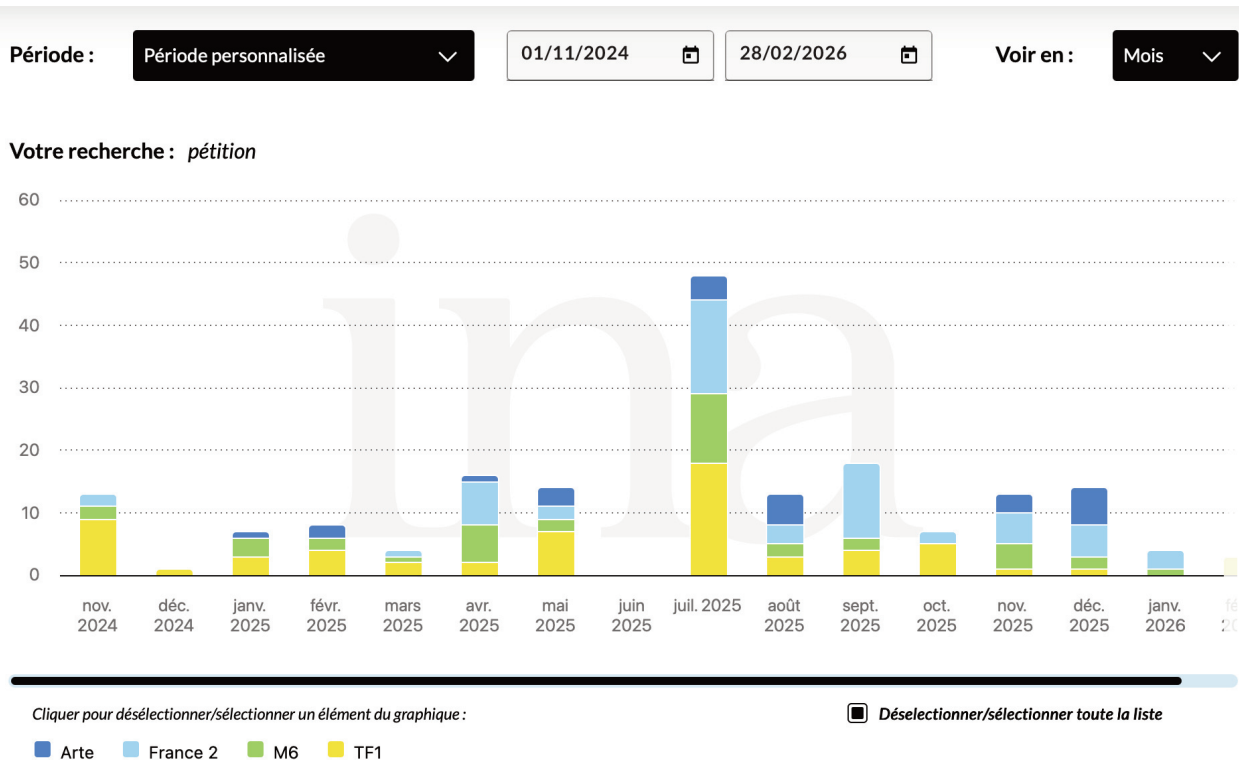 Période : Période personnalisée 01/11/2024 28/02/2026 Voir en : Mois
Votre recherche : pétition
60
50
40
30
20
10
0
ina
nov. déc. janv. févr. mars avr. mai juin juil. 2025 août sept. oct. nov. déc. janv.
2024 2024 2025 2025 2025 2025 2025 2025 2025 2025 2025 2025 2025 2026
Cliquer pour désélectionner/sélectionner un élément du graphique :
Déselectionner/sélectionner toute la liste
Arte France 2 M6 TF1